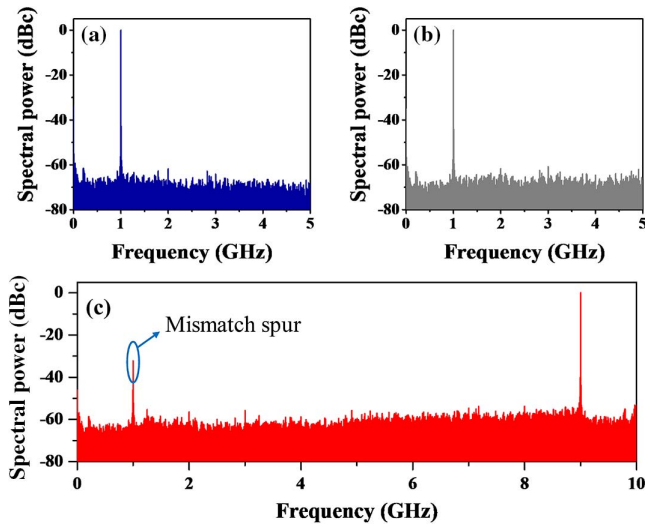 (a)
Spectral power (dBc)
0
-20
-40
-60
-80
0 1 2 3 4 5
Frequency (GHz)
(b)
Spectral power (dBc)
0
-20
-40
-60
-80
0 1 2 3 4 5
Frequency (GHz)
(c)
Mismatch spur
Spectral power (dBc)
0
-20
-40
-60
-80
0 2 4 6 8 10
Frequency (GHz)